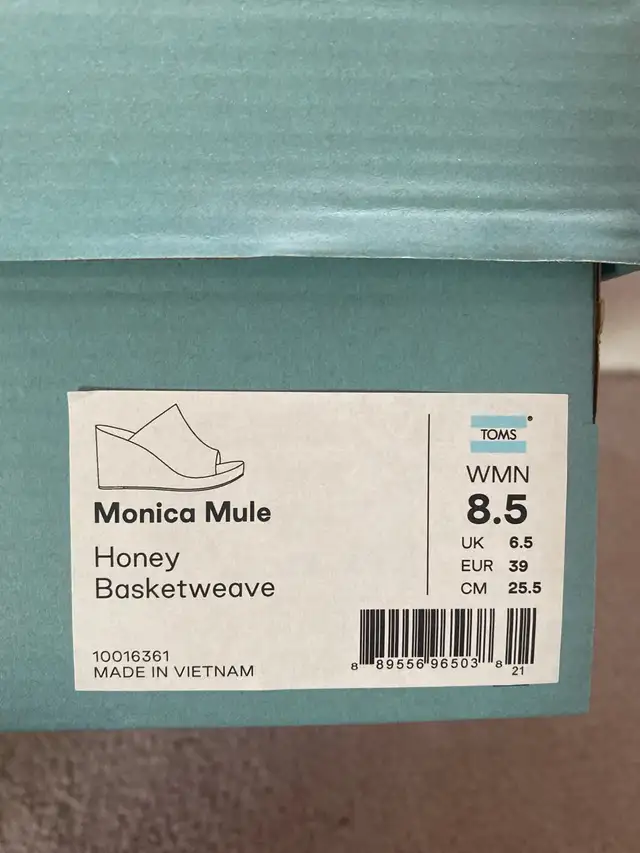 Monica Mule
Honey
Basketweave
10016361
MADE IN VIETNAM
TOMS
WMN
8.5
UK 6.5
EUR 39
CM 25.5
8 89556 96503 8
21